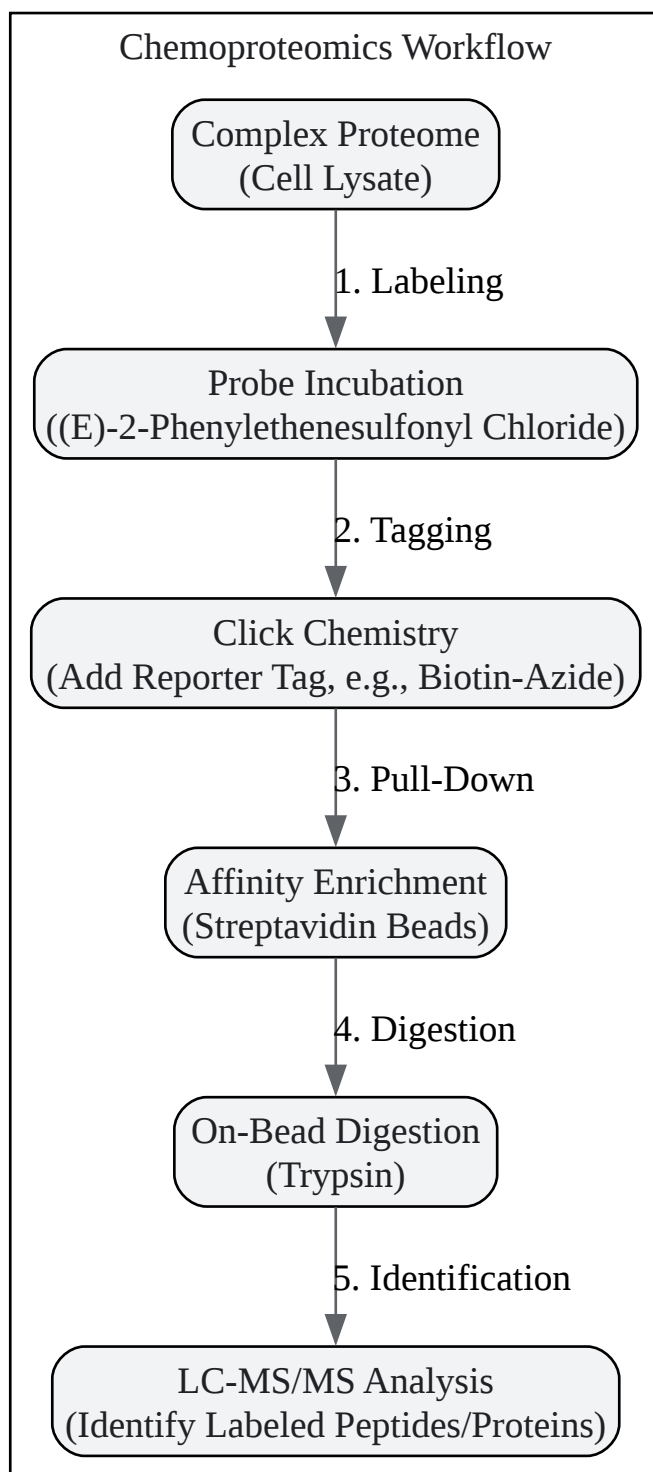 Chemoproteomics Workflow
Complex Proteome
(Cell Lysate)
1. Labeling
Probe Incubation
((E)-2-Phenylethenesulfonyl Chloride)
2. Tagging
Click Chemistry
(Add Reporter Tag, e.g., Biotin-Azide)
3. Pull-Down
Affinity Enrichment
(Streptavidin Beads)
4. Digestion
On-Bead Digestion
(Trypsin)
5. Identification
LC-MS/MS Analysis
(Identify Labeled Peptides/Proteins)